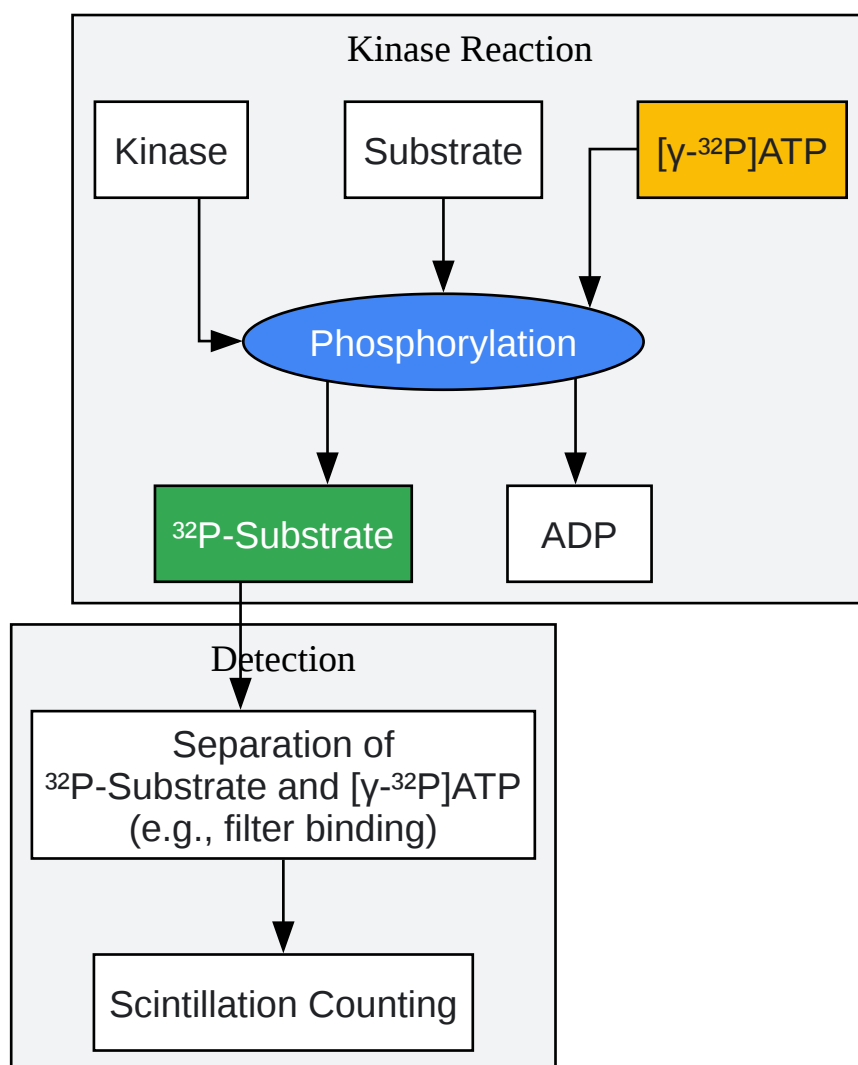 Kinase Reaction
Kinase
Substrate
[γ-³²P]ATP
Phosphorylation
³²P-Substrate
ADP
Detection
Separation of
³²P-Substrate and [γ-³²P]ATP
(e.g., filter binding)
Scintillation Counting